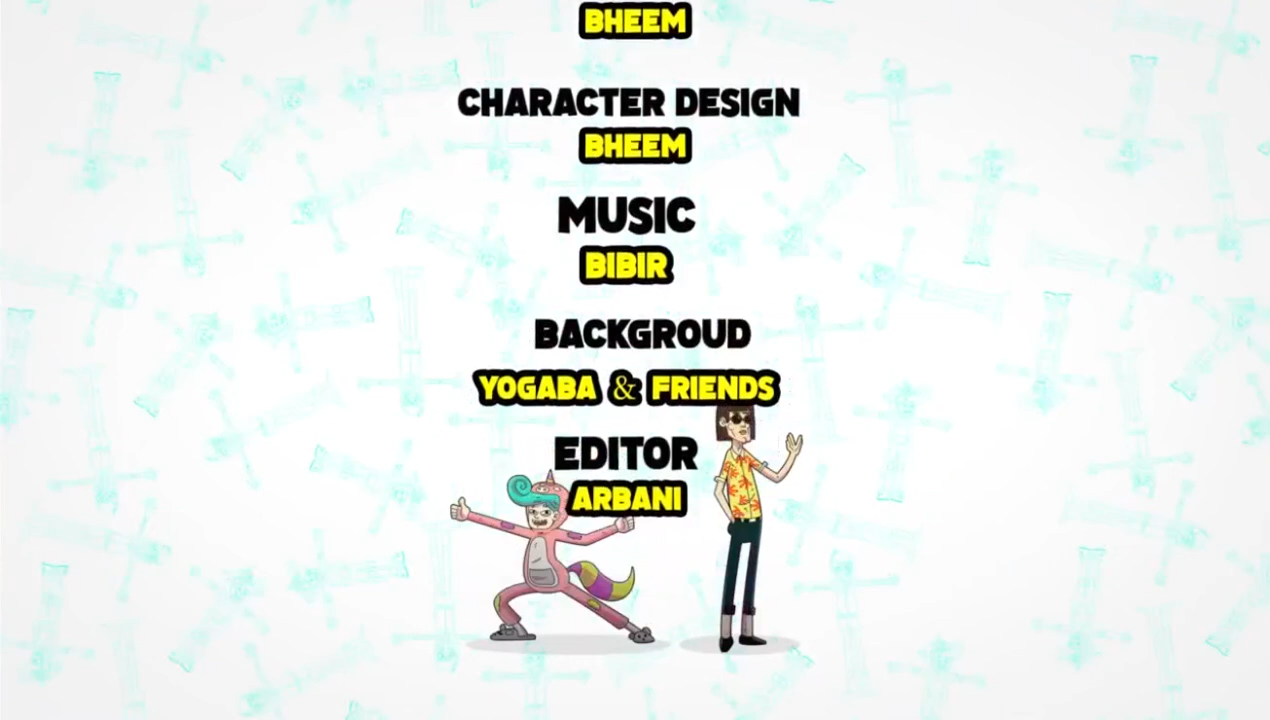 BHEEM
CHARACTER DESIGN
BHEEM
MUSIC
BIBIR
BACKGROUD
YOGABA & FRIENDS
EDITOR
ARBANI